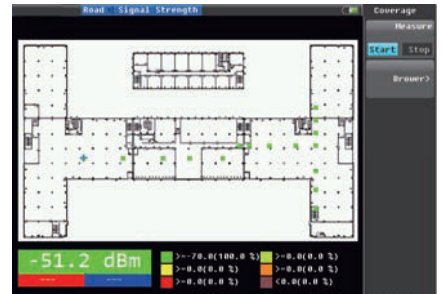 Road - Signal Strength
Coverage
Measure
Start Stop
Brower>
-51.2 dBm
--- ---
>=-70.0(100.0 %) >=-0.0(0.0 %)
>=-0.0(0.0 %) >=-0.0(0.0 %)
>=-0.0(0.0 %) <0.0(0.0 %)